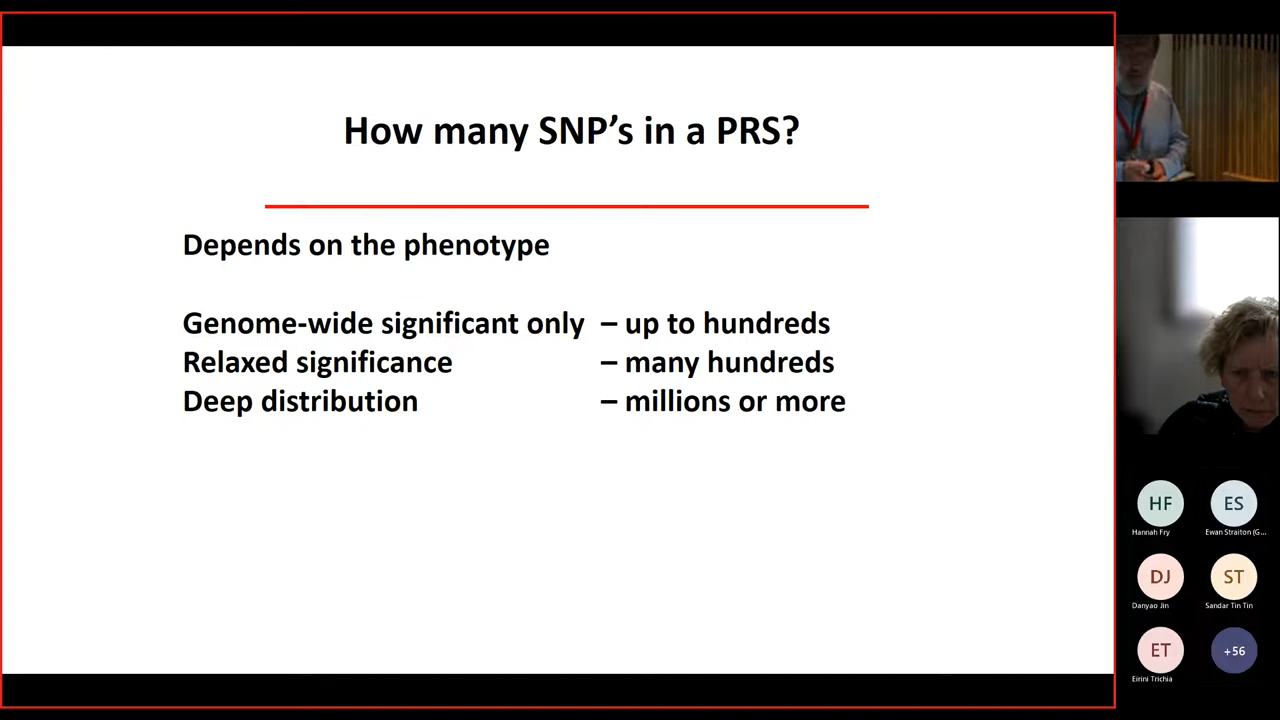 How many SNP's in a PRS?
Depends on the phenotype
Genome-wide significant only – up to hundreds
Relaxed significance – many hundreds
Deep distribution – millions or more
HF ES
Hannah Fry Ewan Straiton (G...
DJ ST
Danyao Jin Sandar Tin Tin
ET +56
Eirini Trichia